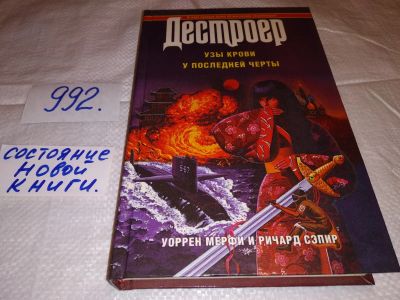 Дестроер
УЗЫ КРОВИ
У ПОСЛЕДНЕЙ ЧЕРТЫ
УОРРЕН МЕРФИ И РИЧАРД СЭПИР
992.
СОСТОЯНИЕ
НОВОЙ
КНИГИ.